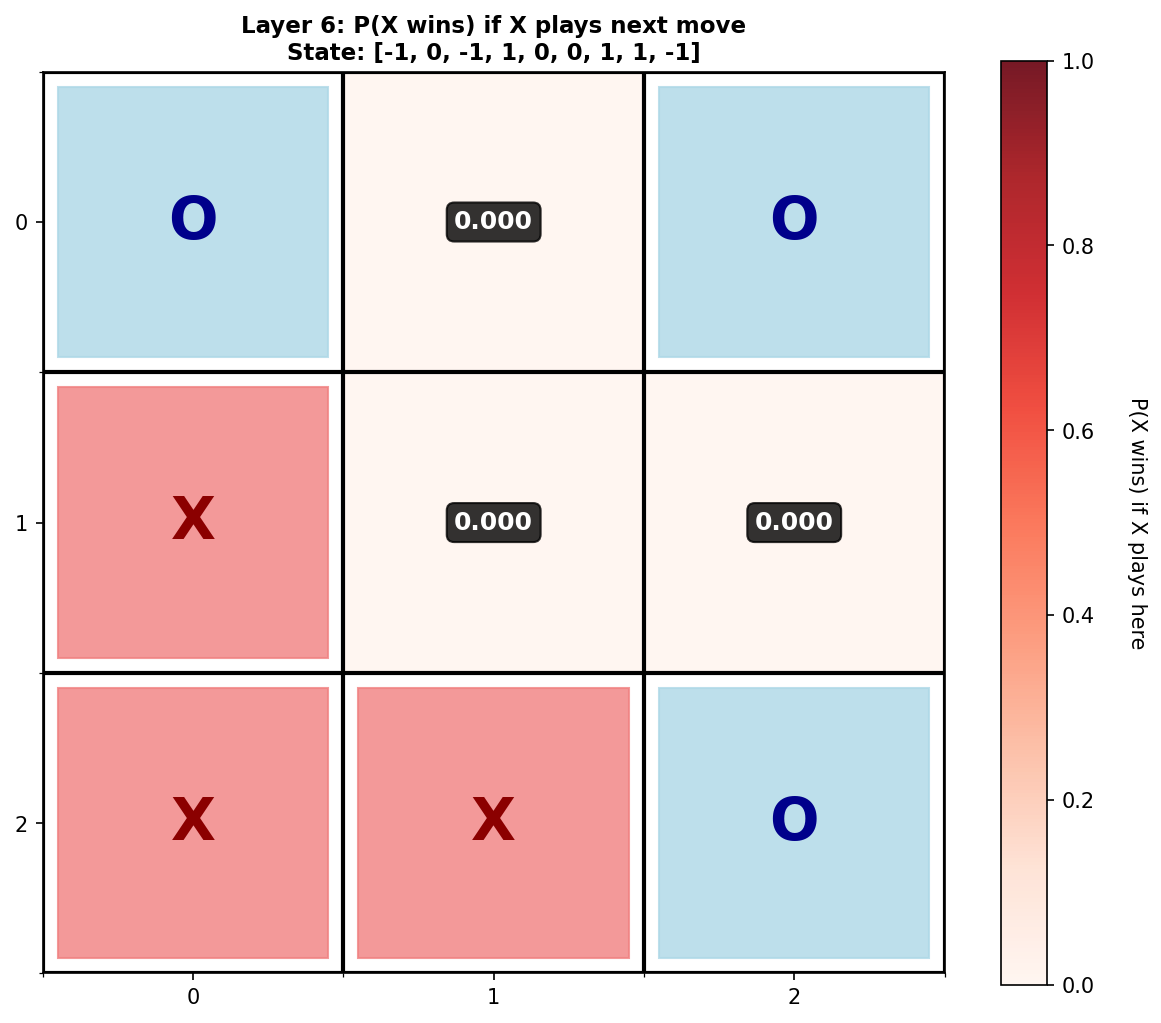 Layer 6: P(X wins) if X plays next move
State: [-1, 0, -1, 1, 0, 0, 1, 1, -1]
O
0.000
O
X
0.000
0.000
X
X
O
0
1
2
0
1
2
1.0
0.8
0.6
0.4
0.2
0.0
P(X wins) if X plays here